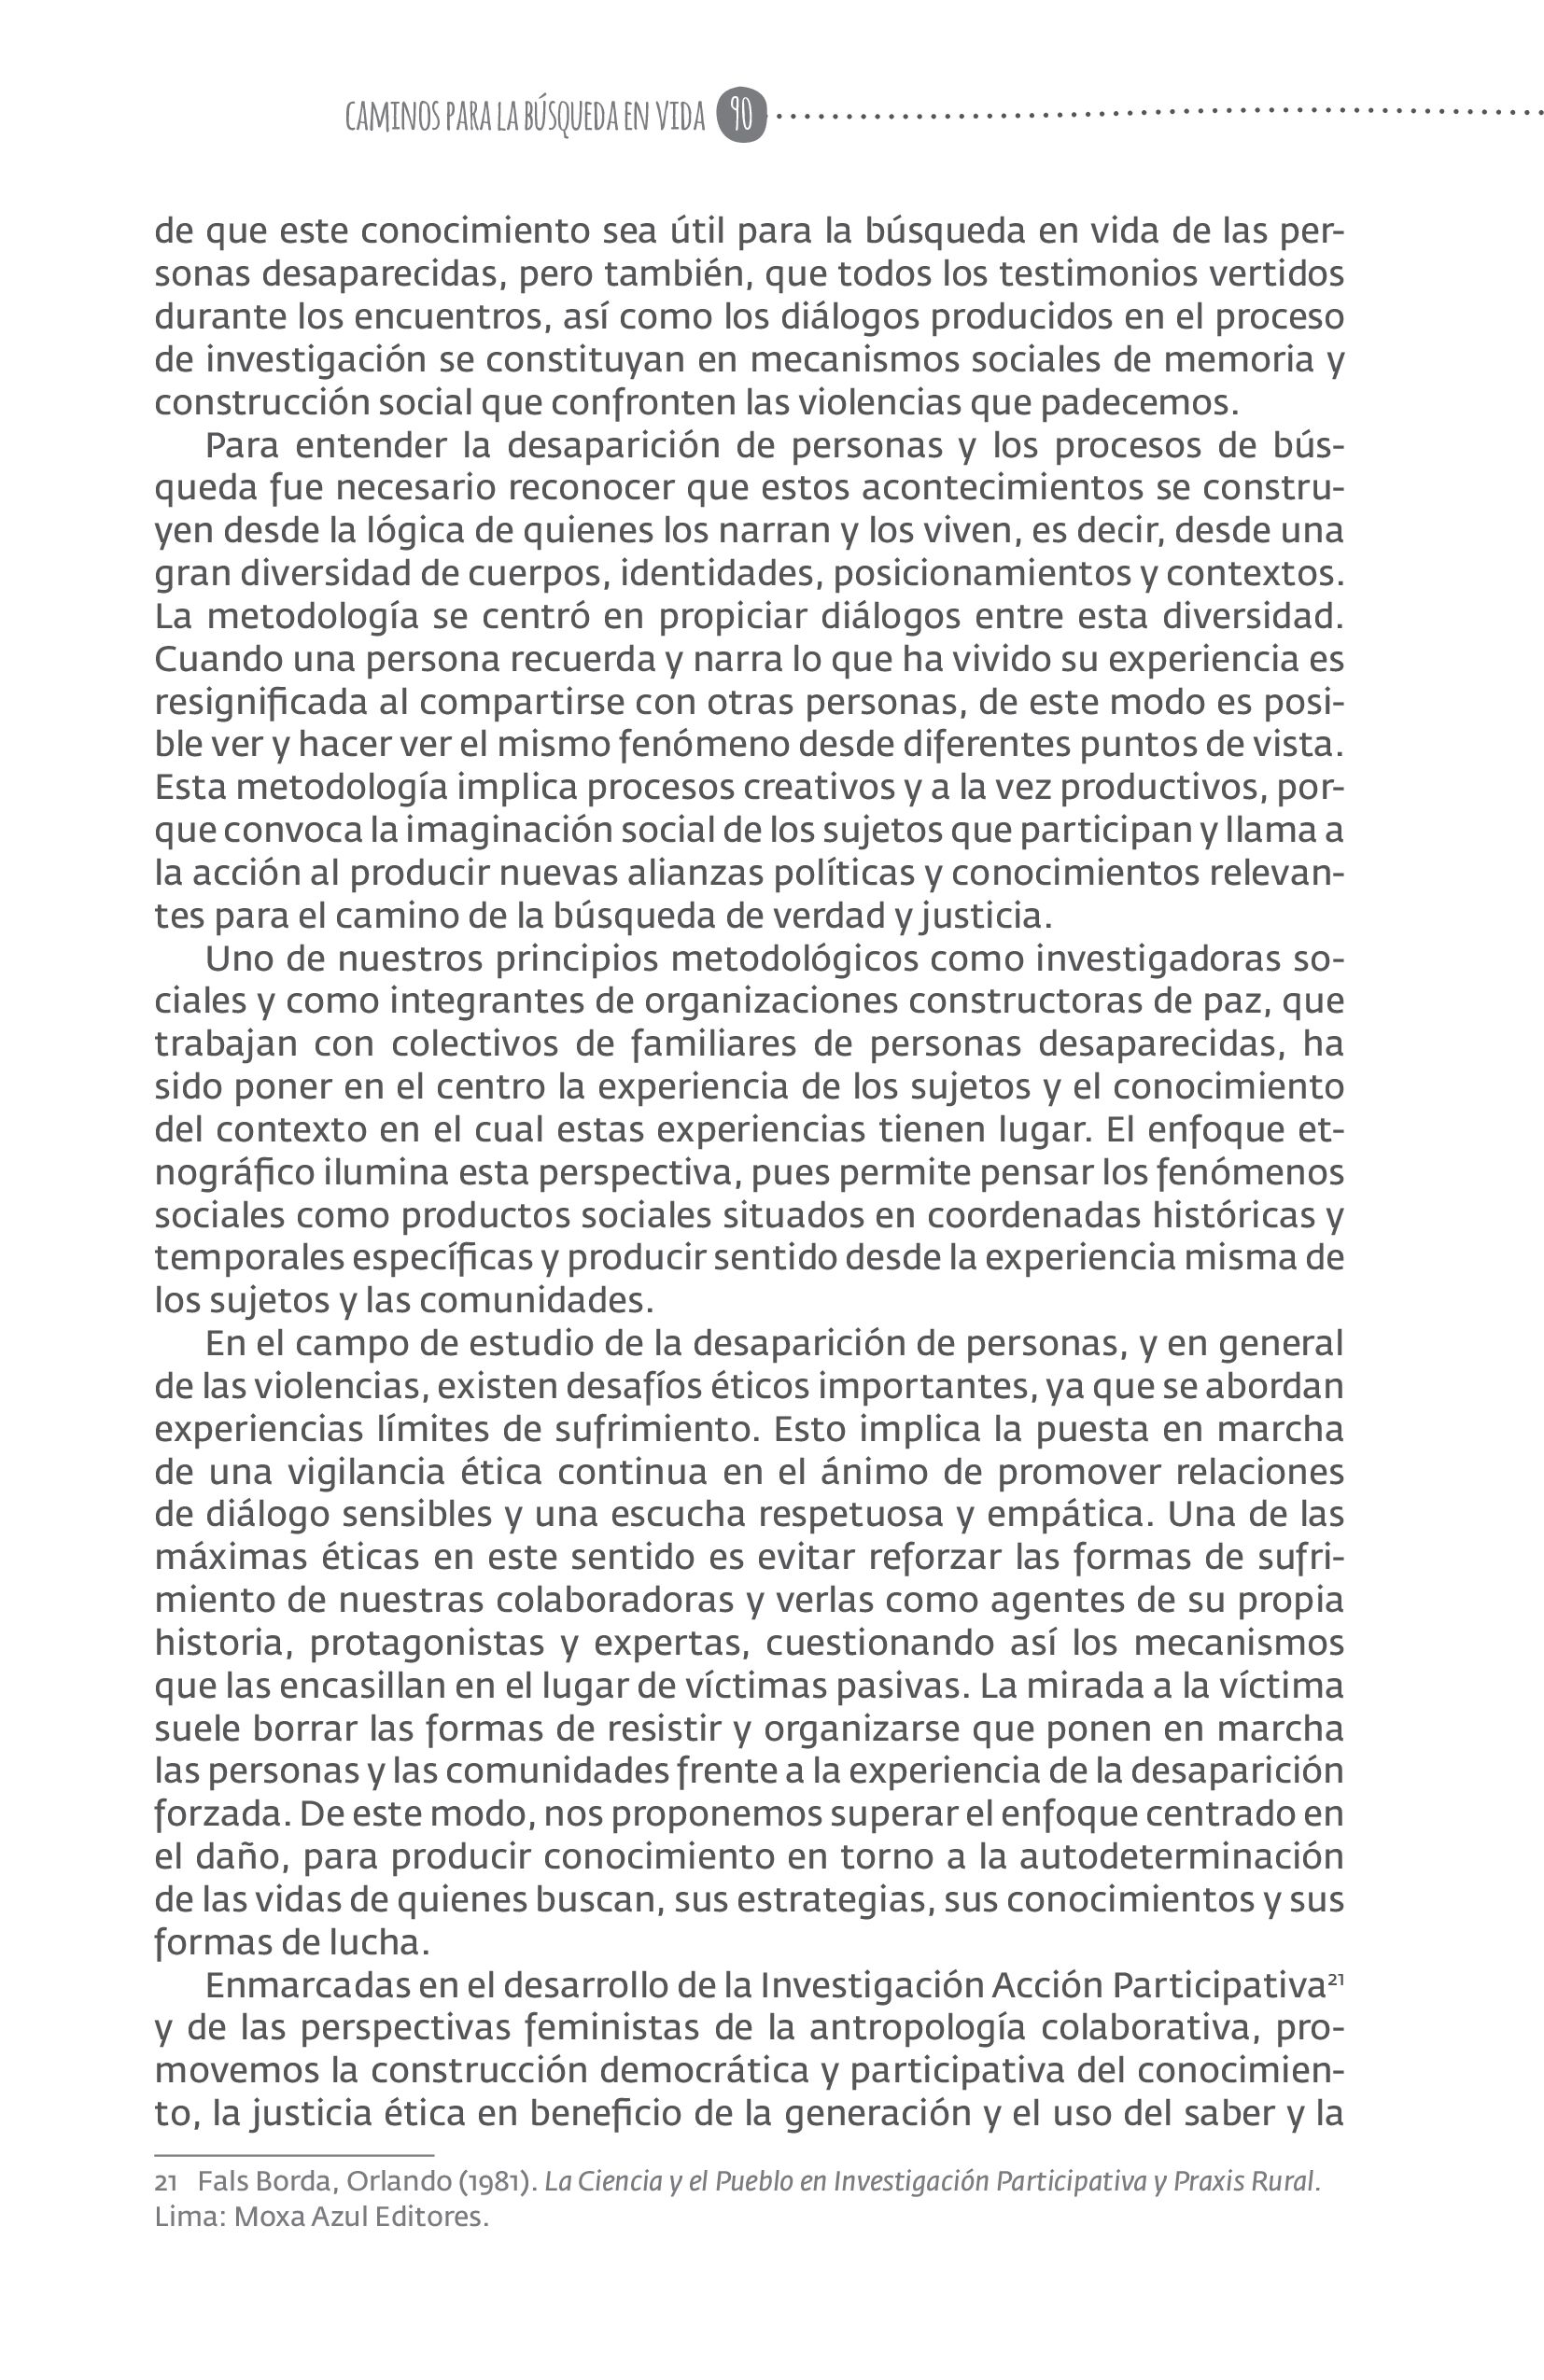 CAMINOS PARA LA BÚSQUEDA EN VIDA 90
de que este conocimiento sea útil para la búsqueda en vida de las per-
sonas desaparecidas, pero también, que todos los testimonios vertidos
durante los encuentros, así como los diálogos producidos en el proceso
de investigación se constituyan en mecanismos sociales de memoria y
construcción social que confronten las violencias que padecemos.
Para entender la desaparición de personas y los procesos de bús-
queda fue necesario reconocer que estos acontecimientos se constru-
yen desde la lógica de quienes los narran y los viven, es decir, desde una
gran diversidad de cuerpos, identidades, posicionamientos y contextos.
La metodología se centró en propiciar diálogos entre esta diversidad.
Cuando una persona recuerda y narra lo que ha vivido su experiencia es
resignificada al compartirse con otras personas, de este modo es posi-
ble ver y hacer ver el mismo fenómeno desde diferentes puntos de vista.
Esta metodología implica procesos creativos y a la vez productivos, por-
que convoca la imaginación social de los sujetos que participan y llama a
la acción al producir nuevas alianzas políticas y conocimientos relevan-
tes para el camino de la búsqueda de verdad y justicia.
Uno de nuestros principios metodológicos como investigadoras so-
ciales y como integrantes de organizaciones constructoras de paz, que
trabajan con colectivos de familiares de personas desaparecidas, ha
sido poner en el centro la experiencia de los sujetos y el conocimiento
del contexto en el cual estas experiencias tienen lugar. El enfoque et-
nográfico ilumina esta perspectiva, pues permite pensar los fenómenos
sociales como productos sociales situados en coordenadas históricas y
temporales específicas y producir sentido desde la experiencia misma de
los sujetos y las comunidades.
En el campo de estudio de la desaparición de personas, y en general
de las violencias, existen desafíos éticos importantes, ya que se abordan
experiencias límites de sufrimiento. Esto implica la puesta en marcha
de una vigilancia ética continua en el ánimo de promover relaciones
de diálogo sensibles y una escucha respetuosa y empática. Una de las
máximas éticas en este sentido es evitar reforzar las formas de sufri-
miento de nuestras colaboradoras y verlas como agentes de su propia
historia, protagonistas y expertas, cuestionando así los mecanismos
que las encasillan en el lugar de víctimas pasivas. La mirada a la víctima
suele borrar las formas de resistir y organizarse que ponen en marcha
las personas y las comunidades frente a la experiencia de la desaparición
forzada. De este modo, nos proponemos superar el enfoque centrado en
el daño, para producir conocimiento en torno a la autodeterminación
de las vidas de quienes buscan, sus estrategias, sus conocimientos y sus
formas de lucha.
Enmarcadas en el desarrollo de la Investigación Acción Participativa²¹
y de las perspectivas feministas de la antropología colaborativa, pro-
movemos la construcción democrática y participativa del conocimien-
to, la justicia ética en beneficio de la generación y el uso del saber y la
21 Fals Borda, Orlando (1981). La Ciencia y el Pueblo en Investigación Participativa y Praxis Rural.
Lima: Moxa Azul Editores.